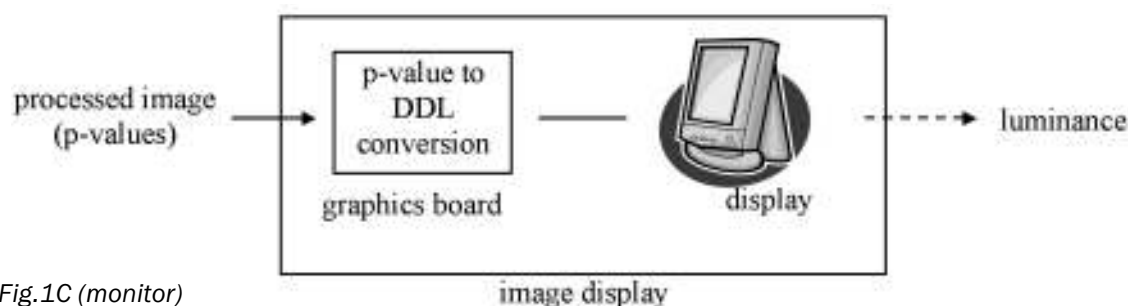 processed image
(p-values)
p-value to
DDL
conversion
graphics board
display
luminance
Fig.1C (monitor)
image display